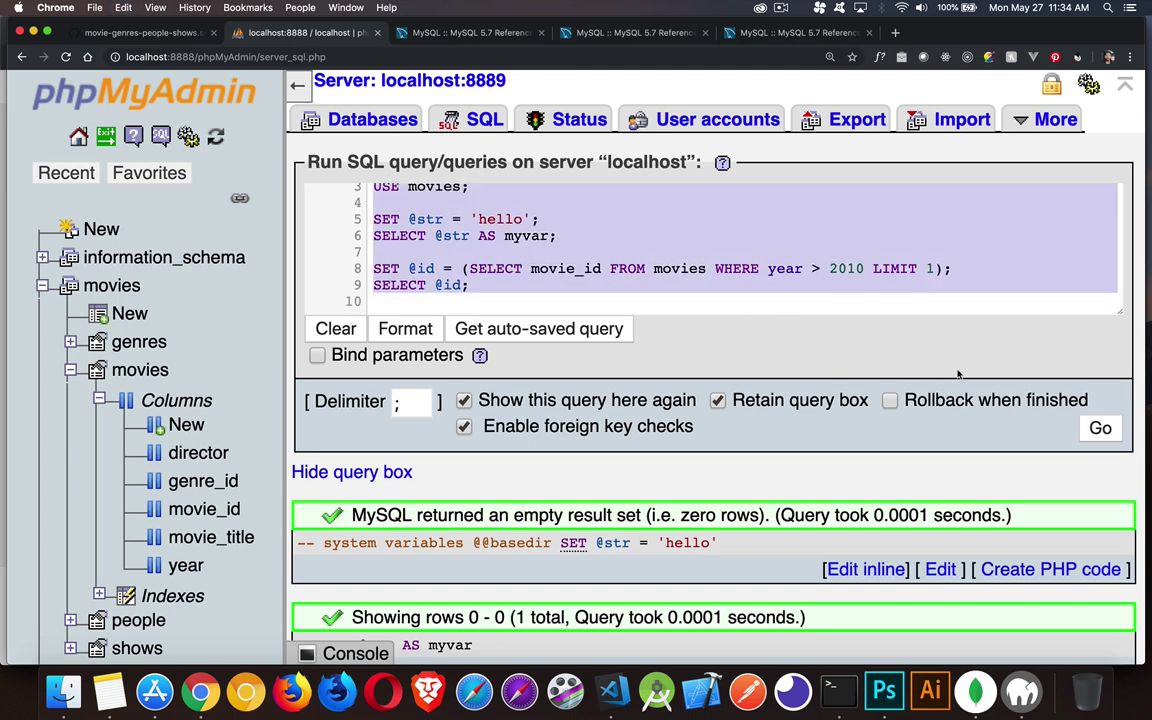 Chrome File Edit View History Bookmarks People Window Help 100% Mon May 27 11:34 AM
movie-genres-people-shows.s localhost:8888 / localhost | ph MySQL :: MySQL 5.7 Reference MySQL :: MySQL 5.7 Reference MySQL :: MySQL 5.7 Reference
localhost:8888/phpMyAdmin/server_sql.php
phpMyAdmin
Recent Favorites
New
information_schema
movies
New
genres
movies
Columns
New
director
genre_id
movie_id
movie_title
year
Indexes
people
shows
Server: localhost:8889
Databases SQL Status User accounts Export Import More
Run SQL query/queries on server “localhost”:
3 USE movies;
4
5 SET @str = 'hello';
6 SELECT @str AS myvar;
7
8 SET @id = (SELECT movie_id FROM movies WHERE year > 2010 LIMIT 1);
9 SELECT @id;
10
Clear Format Get auto-saved query
Bind parameters
[ Delimiter ; ] Show this query here again Retain query box Rollback when finished
Enable foreign key checks
Go
Hide query box
MySQL returned an empty result set (i.e. zero rows). (Query took 0.0001 seconds.)
-- system variables @@basedir SET @str = 'hello'
[Edit inline] [ Edit ] [ Create PHP code ]
Showing rows 0 - 0 (1 total, Query took 0.0001 seconds.)
AS myvar
Console
Ps Ai